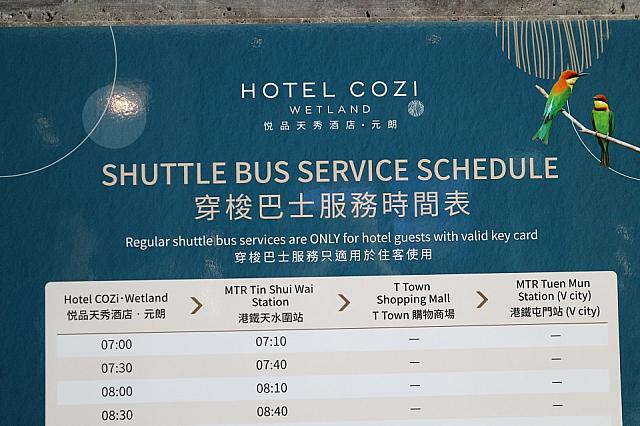 HOTEL COZI
WETLAND
悦品天秀酒店·元朗
SHUTTLE BUS SERVICE SCHEDULE
穿梭巴士服務時間表
Regular shuttle bus services are ONLY for hotel guests with valid key card
穿梭巴士服務只適用於住客使用
Hotel COZi·Wetland
悦品天秀酒店·元朗
MTR Tin Shui Wai
Station
港鐵天水圍站
T Town
Shopping Mall
T Town 購物商場
MTR Tuen Mun
Station (V city)
港鐵屯門站 (V city)
07:00 07:10 — —
07:30 07:40 — —
08:00 08:10 — —
08:30 08:40 — —